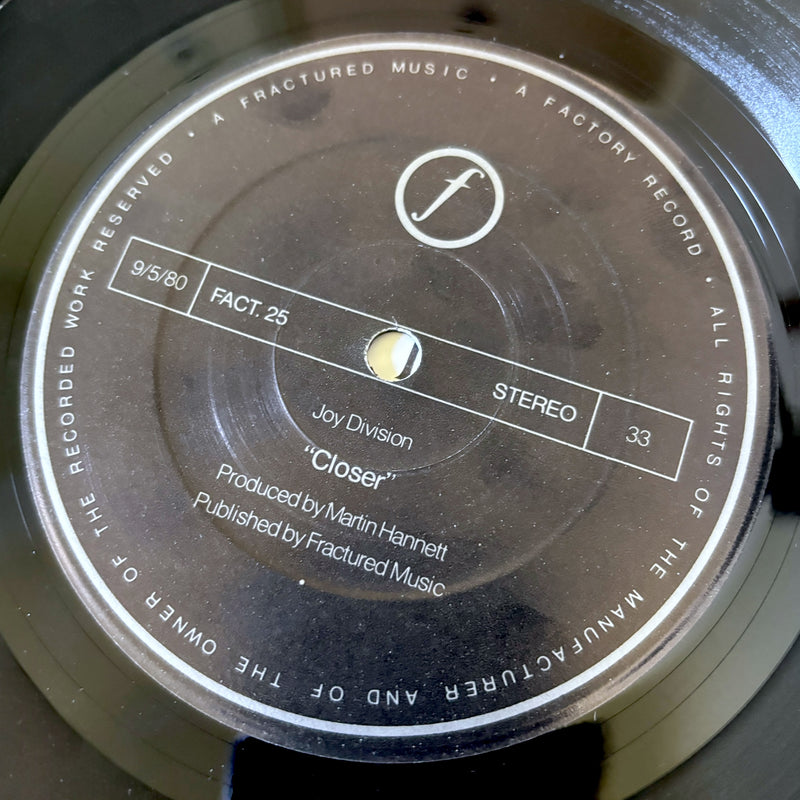 A FRACTURED MUSIC • A FACTORY RECORD • ALL RIGHTS OF THE MANUFACTURER AND OF THE OWNER OF THE RECORDED WORK RESERVED •
f
9/5/80 FACT. 25 STEREO 33
Joy Division
“Closer”
Produced by Martin Hannett
Published by Fractured Music